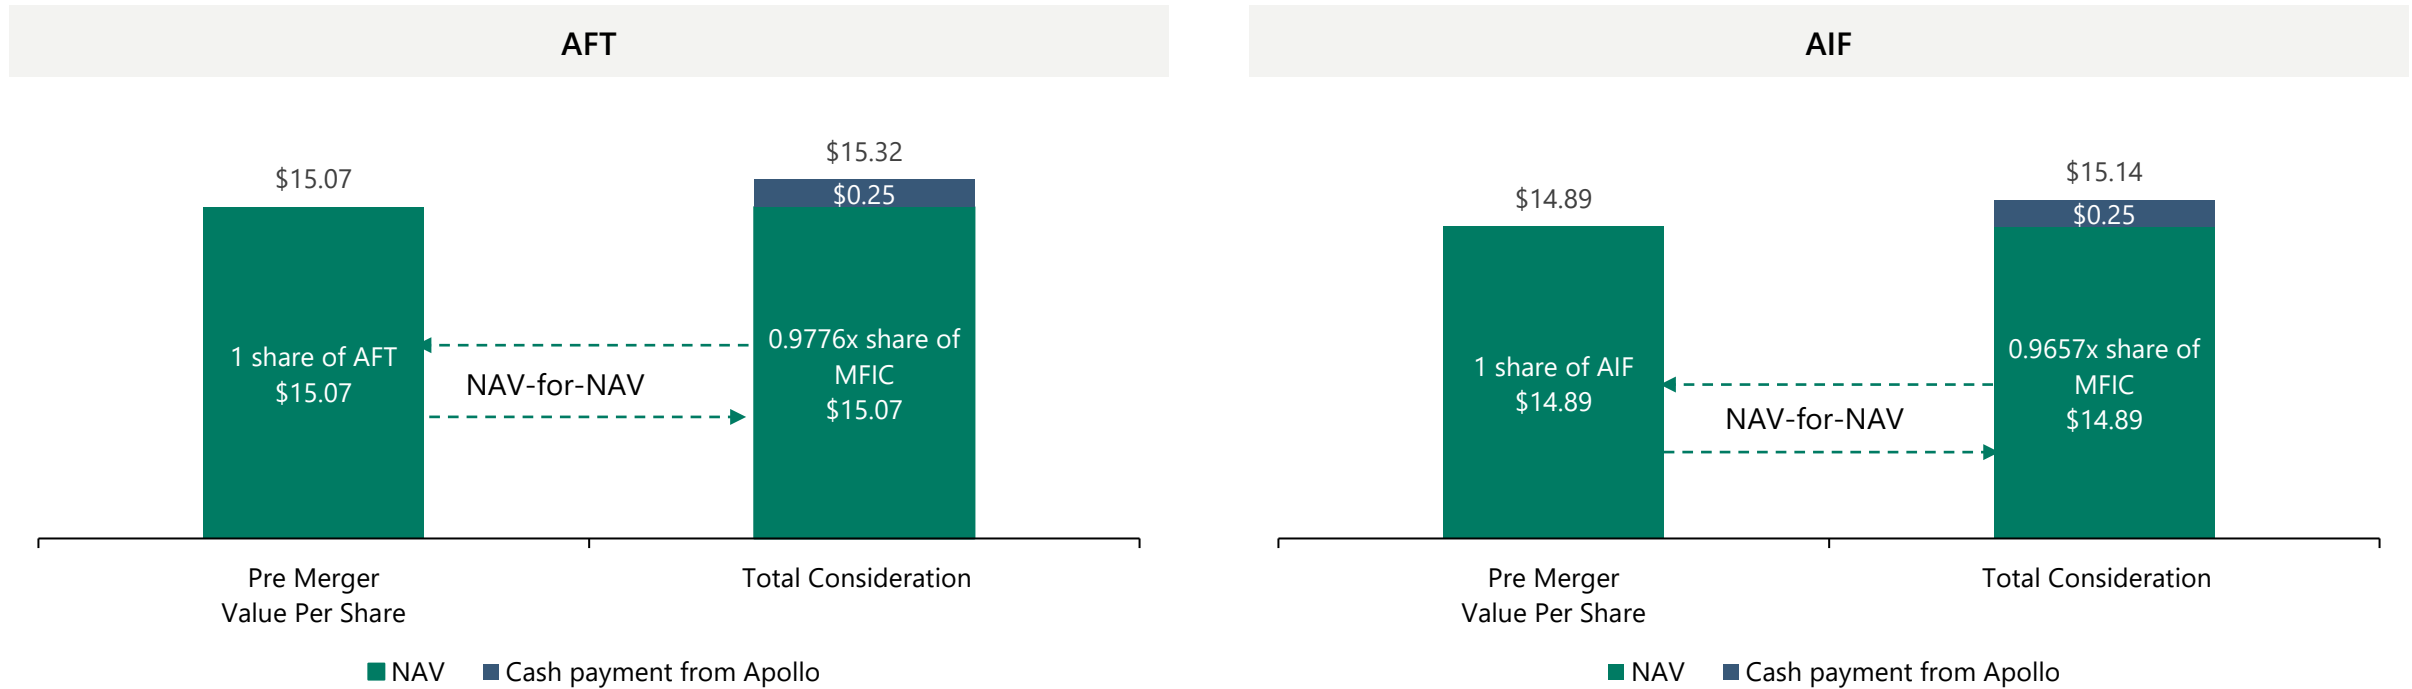 AFT
$15.07
$15.32
$0.25
1 share of AFT
$15.07
NAV-for-NAV
0.9776x share of
MFIC
$15.07
Pre Merger
Value Per Share
Total Consideration
NAV
Cash payment from Apollo
AIF
$14.89
$15.14
$0.25
1 share of AIF
$14.89
NAV-for-NAV
0.9657x share of
MFIC
$14.89
Pre Merger
Value Per Share
Total Consideration
NAV
Cash payment from Apollo